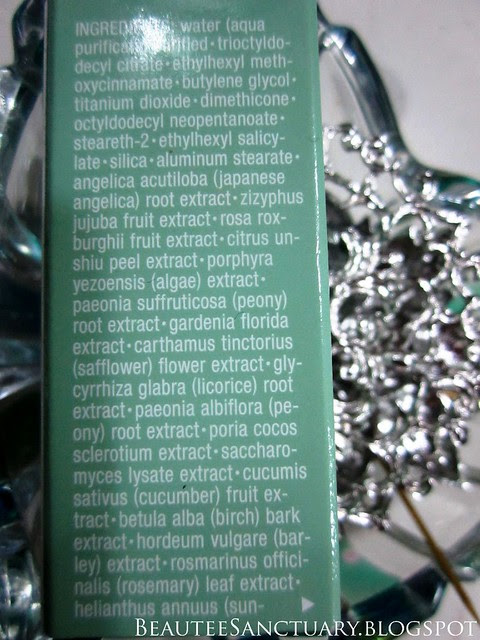 INGREDIENTS: water (aqua
purificata) purified • trioctyldo-
decyl citrate • ethylhexyl meth-
oxycinnamate • butylene glycol •
titanium dioxide • dimethicone •
octyldodecyl neopentanoate •
steareth-2 • ethylhexyl salicy-
late • silica • aluminum stearate •
angelica acutiloba (japanese
angelica) root extract • zizyphus
jujuba fruit extract • rosa rox-
burghii fruit extract • citrus un-
shiu peel extract • porphyra
yezoensis (algae) extract •
paeonia suffruticosa (peony)
root extract • gardenia florida
extract • carthamus tinctorius
(safflower) flower extract • gly-
cyrrhiza glabra (licorice) root
extract • paeonia albiflora (pe-
ony) root extract • poria cocos
sclerotium extract • saccharo-
myces lysate extract • cucumis
sativus (cucumber) fruit ex-
tract • betula alba (birch) bark
extract • hordeum vulgare (bar-
ley) extract • rosmarinus offici-
nalis (rosemary) leaf extract •
helianthus annuus (sun-
BeauteeSanctuary.blogspot